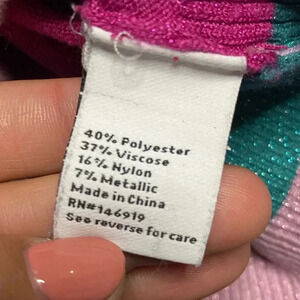 40% Polyester
37% Viscose
16% Nylon
7% Metallic
Made in China
RN#146919
See reverse for care